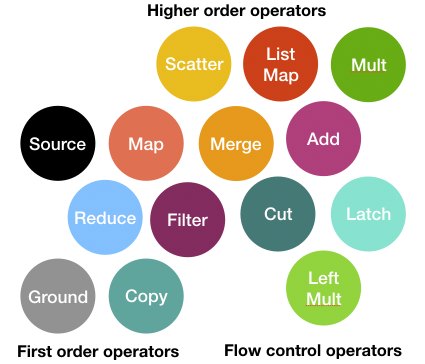 Higher order operators
Scatter
List
Map
Mult
Source
Map
Merge
Add
Reduce
Filter
Cut
Latch
Ground
Copy
Left
Mult
First order operators
Flow control operators